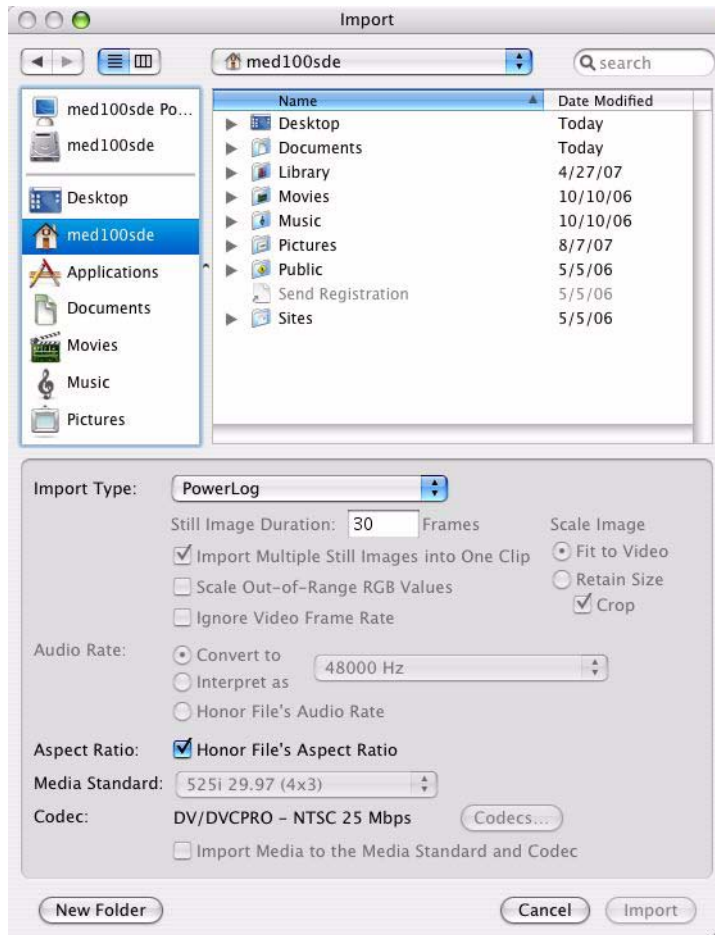 Import
med100sde
search
med100sde Po...
med100sde
Desktop
med100sde
Applications
Documents
Movies
Music
Pictures
Name Date Modified
Desktop Today
Documents Today
Library 4/27/07
Movies 10/10/06
Music 10/10/06
Pictures 8/7/07
Public 5/5/06
Send Registration 5/5/06
Sites 5/5/06
Import Type: PowerLog
Still Image Duration: 30 Frames
Import Multiple Still Images into One Clip
Scale Out-of-Range RGB Values
Ignore Video Frame Rate
Scale Image
Fit to Video
Retain Size
Crop
Audio Rate: Convert to
Interpret as
48000 Hz
Honor File's Audio Rate
Aspect Ratio: Honor File's Aspect Ratio
Media Standard: 525i 29.97 (4x3)
Codec: DV/DVCPRO - NTSC 25 Mbps Codecs...
Import Media to the Media Standard and Codec
New Folder Cancel Import